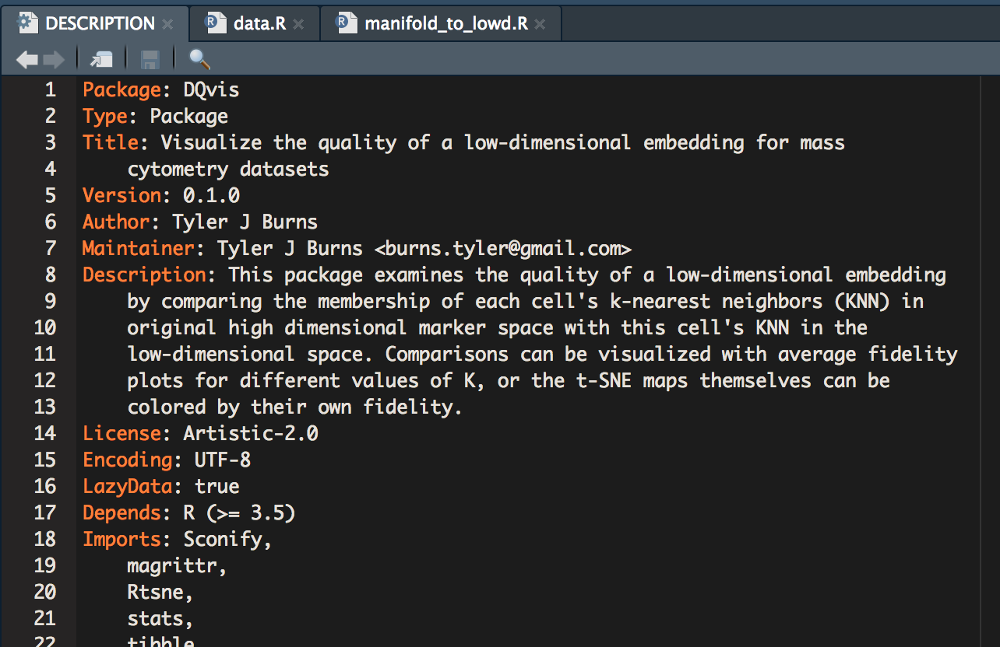 DESCRIPTION
data.R
manifold_to_lowd.R
1 Package: DQvis
2 Type: Package
3 Title: Visualize the quality of a low-dimensional embedding for mass
4 cytometry datasets
5 Version: 0.1.0
6 Author: Tyler J Burns
7 Maintainer: Tyler J Burns <burns.tyler@gmail.com>
8 Description: This package examines the quality of a low-dimensional embedding
9 by comparing the membership of each cell's k-nearest neighbors (KNN) in
10 original high dimensional marker space with this cell's KNN in the
11 low-dimensional space. Comparisons can be visualized with average fidelity
12 plots for different values of K, or the t-SNE maps themselves can be
13 colored by their own fidelity.
14 License: Artistic-2.0
15 Encoding: UTF-8
16 LazyData: true
17 Depends: R (>= 3.5)
18 Imports: Sconify,
19 magrittr,
20 Rtsne,
21 stats,
22 tibble